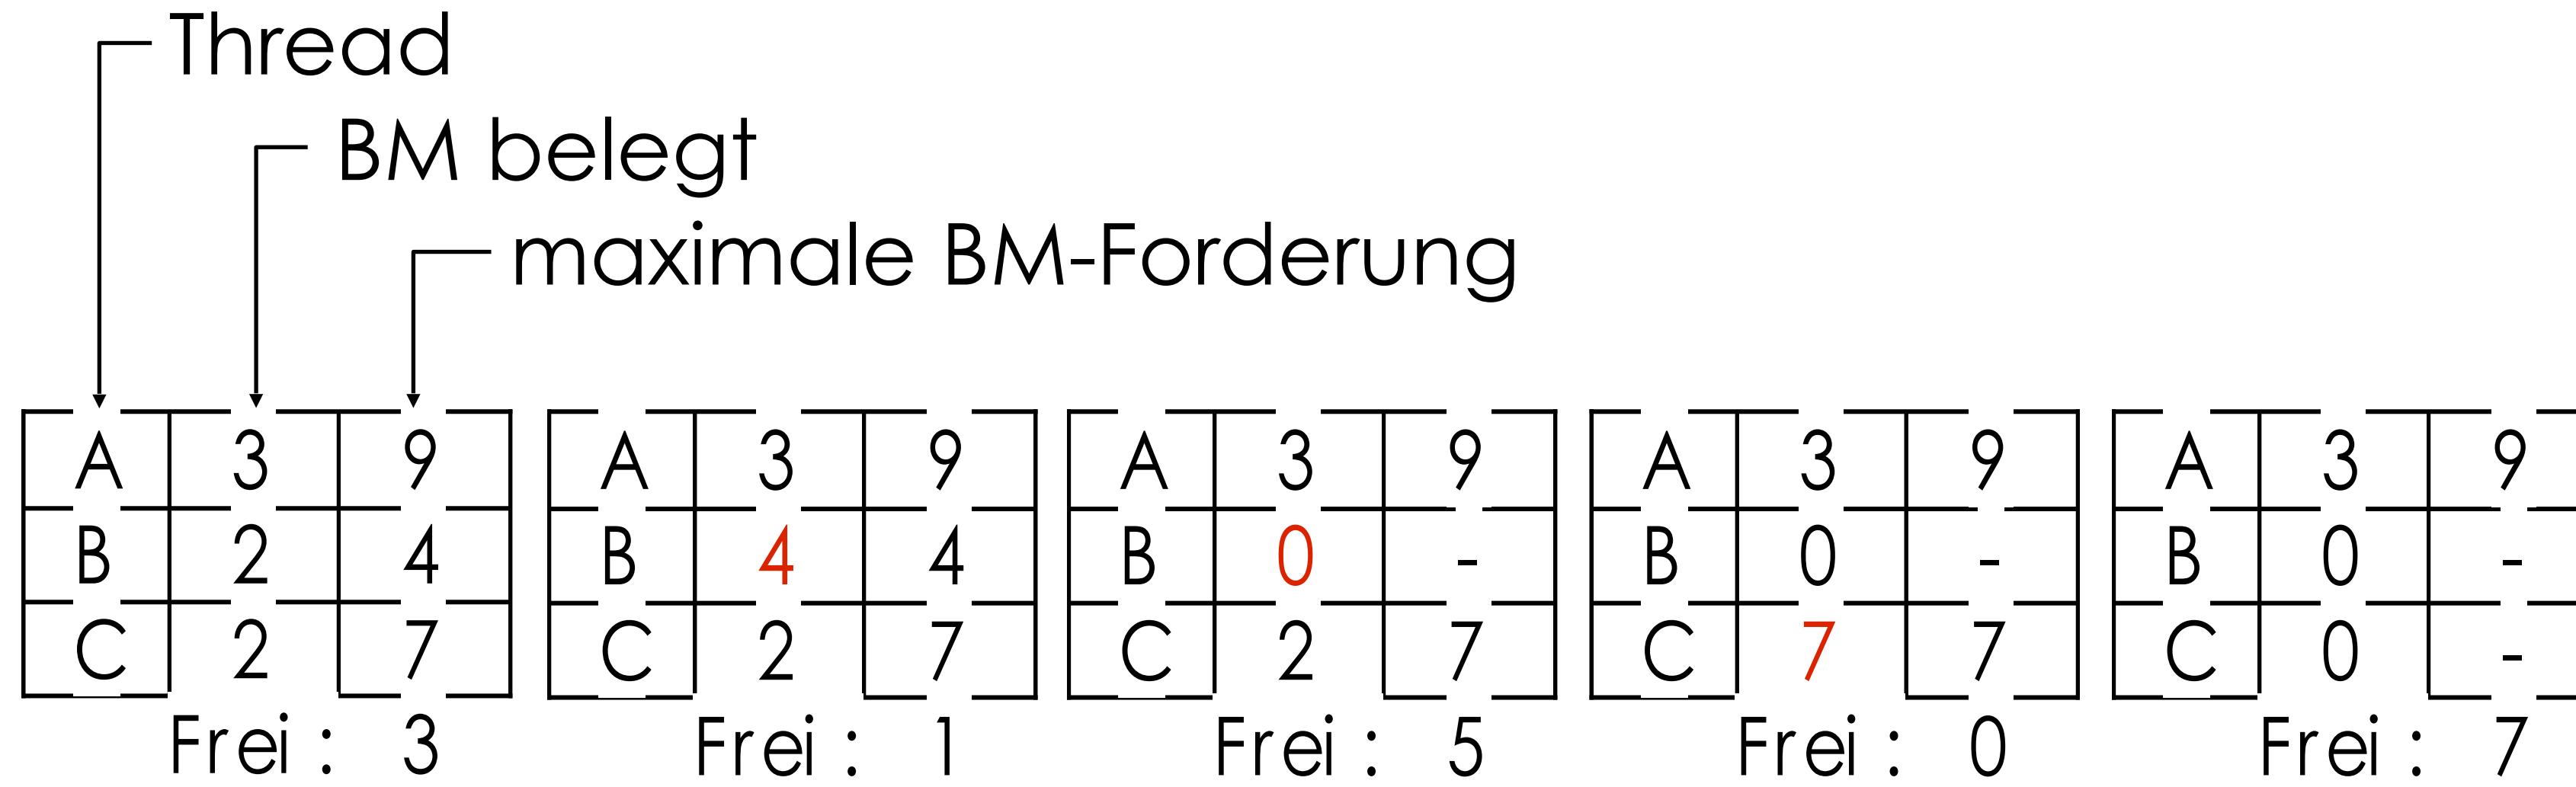 Thread
BM belegt
maximale BM-Forderung
A 3 9 A 3 9 A 3 9 A 3 9 A 3 9
B 2 4 B 4 4 B 0 - B 0 - B 0 -
C 2 7 C 2 7 C 2 7 C 7 7 C 0 -
Frei : 3 Frei : 1 Frei : 5 Frei : 0 Frei : 7